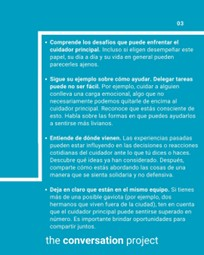 03
• Comprende los desafíos que puede enfrentar el
cuidador principal. Incluso si eligen desempeñar este
papel, su día a día y su vida en general pueden
parecerles ajenos.
• Sigue su ejemplo sobre cómo ayudar. Delegar tareas
puede no ser fácil. Por ejemplo, cuidar a alguien
conlleva una carga emocional, algo que no
necesariamente podemos quitarle de encima al
cuidador principal. Reconoce que estás consciente de
esto. Habla sobre las formas en que puedes ayudarlos
a sentirse más livianos.
• Entiende de dónde vienen. Las experiencias pasadas
pueden estar influyendo en las decisiones o reacciones
cotidianas del cuidador ante lo que tú dices o haces.
Descubre qué ideas ya han considerado. Después,
comparte cómo estás abordando las cosas de una
manera que se sienta solidaria y no defensiva.
• Deja en claro que están en el mismo equipo. Si tienes
más de una posible gaviota (por ejemplo, dos
hermanos que viven fuera de la ciudad), ten en cuenta
que el cuidador principal puede sentirse superado en
número. Es importante brindar oportunidades para
compartir juntos.
the conversation project